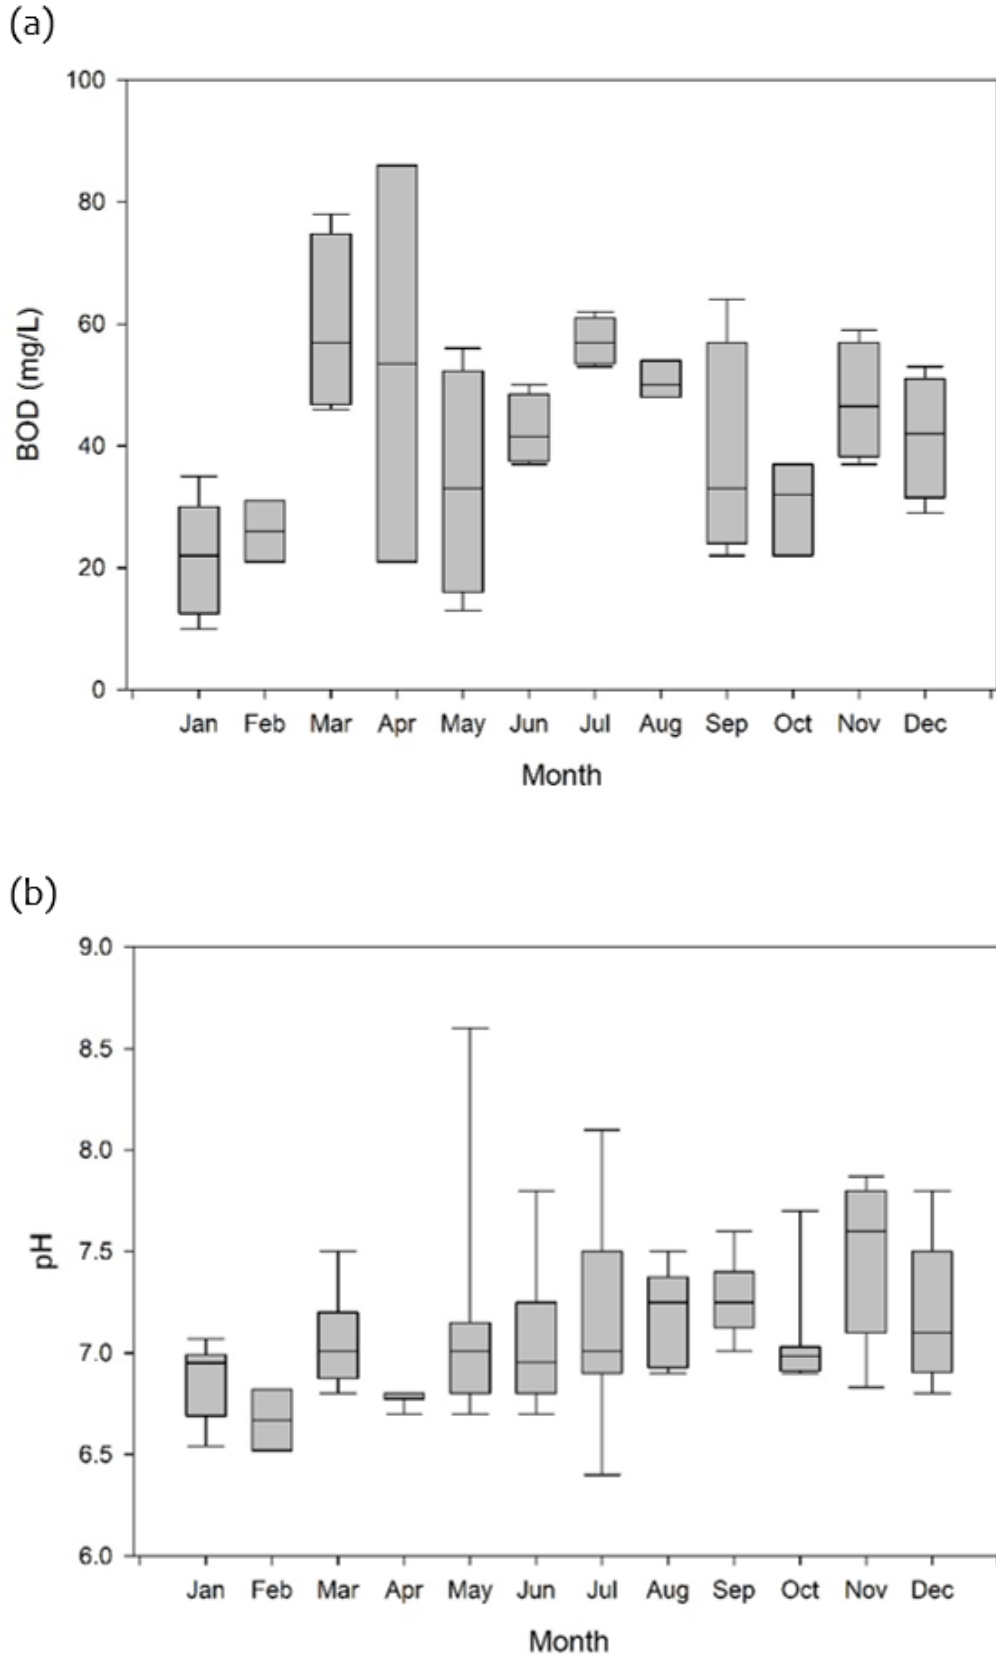 (a)
100
80
60
40
20
0
BOD (mg/L)
Jan Feb Mar Apr May Jun Jul Aug Sep Oct Nov Dec
Month
(b)
9.0
8.5
8.0
7.5
7.0
6.5
6.0
pH
Jan Feb Mar Apr May Jun Jul Aug Sep Oct Nov Dec
Month